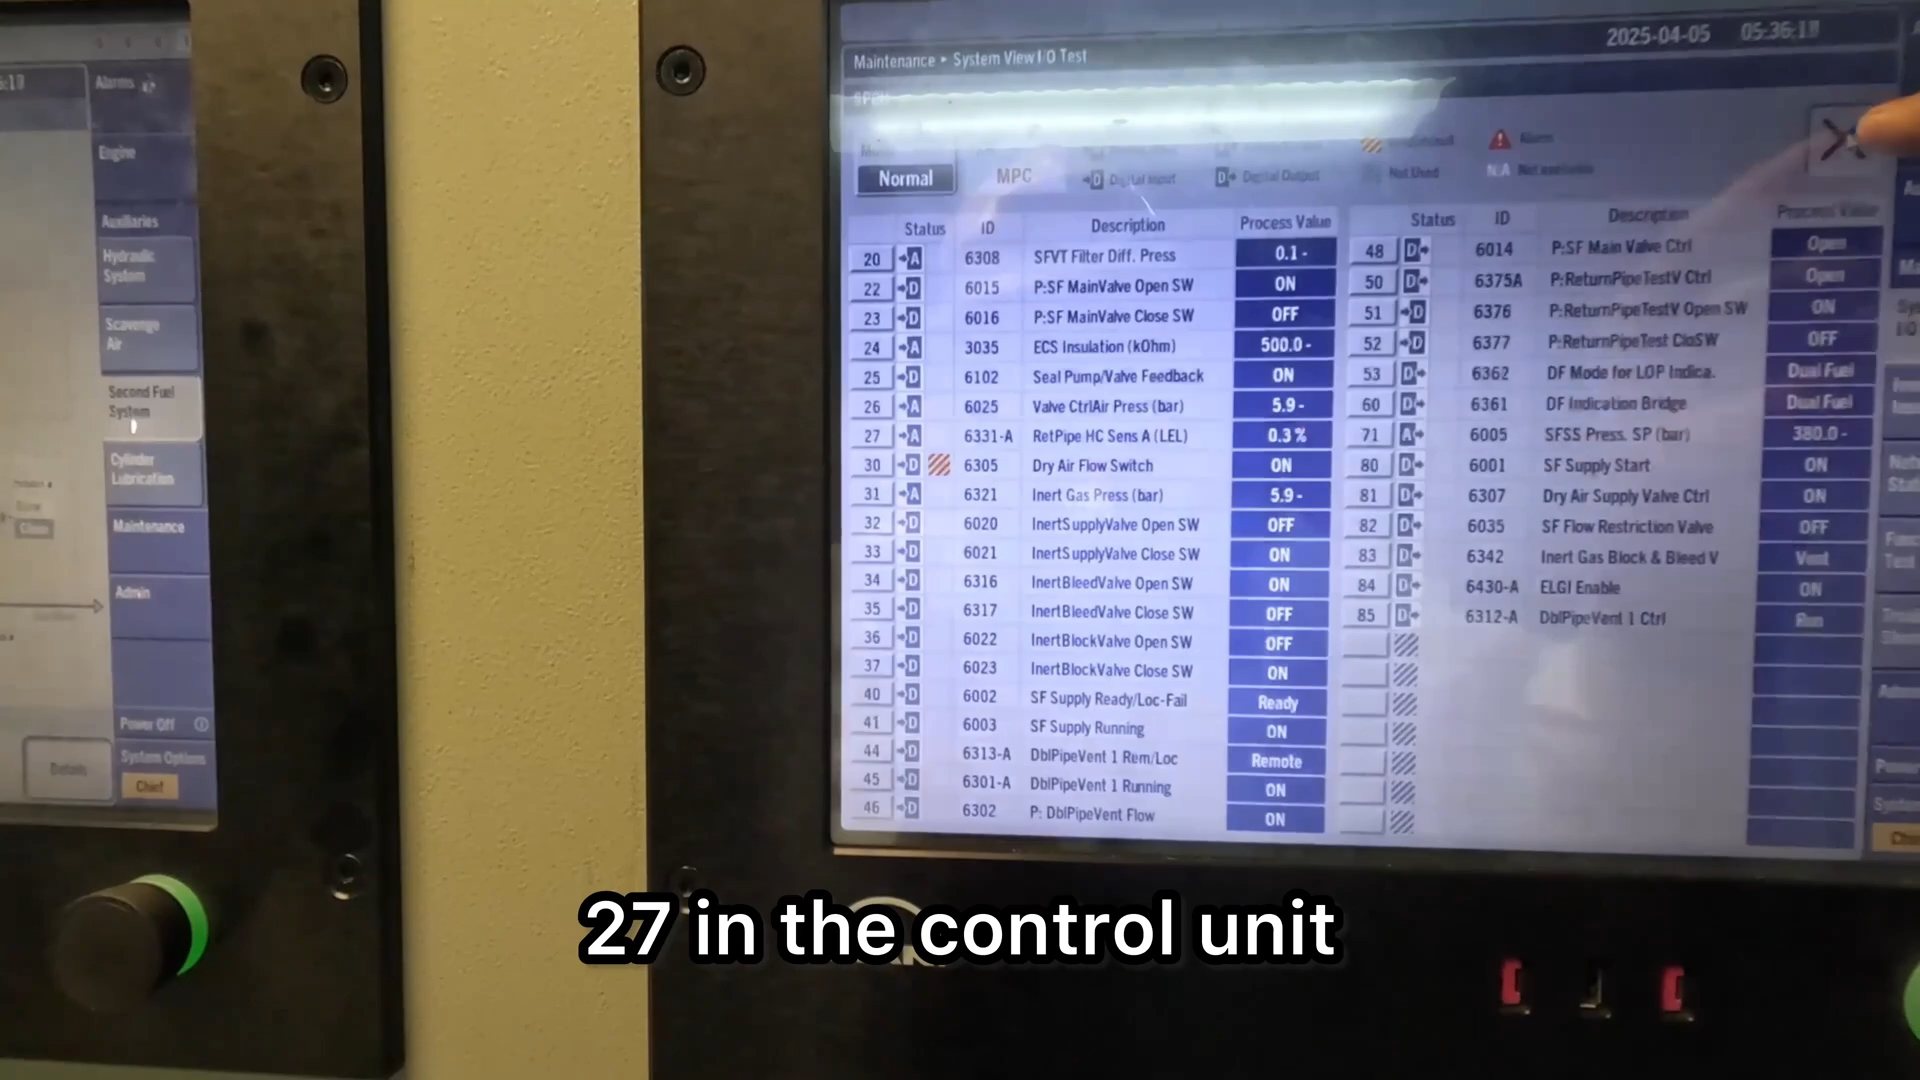 Alarms
Engine
Auxiliaries
Hydraulic
System
Scavenge
Air
Second Fuel
System
Cylinder
Lubrication
Maintenance
Admin
Power Off
Details
System Options
Chief
2025-04-05
Maintenance ▸ System View I/O Test
Normal
MPC
Digital Input
Digital Output
Not Used
Alarm
N/A Not available
Status ID Description Process Value
20 A 6308 SFVT Filter Diff. Press 0.1 -
22 D 6015 P:SF MainValve Open SW ON
23 D 6016 P:SF MainValve Close SW OFF
24 A 3035 ECS Insulation (kOhm) 500.0 -
25 D 6102 Seal Pump/Valve Feedback ON
26 A 6025 Valve CtrlAir Press (bar) 5.9 -
27 A 6331-A RetPipe HC Sens A (LEL) 0.3 %
30 D 6305 Dry Air Flow Switch ON
31 A 6321 Inert Gas Press (bar) 5.9 -
32 D 6020 InertSupplyValve Open SW OFF
33 D 6021 InertSupplyValve Close SW ON
34 D 6316 InertBleedValve Open SW ON
35 D 6317 InertBleedValve Close SW OFF
36 D 6022 InertBlockValve Open SW OFF
37 D 6023 InertBlockValve Close SW ON
40 D 6002 SF Supply Ready/Loc-Fail Ready
41 D 6003 SF Supply Running ON
44 D 6313-A DblPipeVent 1 Rem/Loc Remote
45 D 6301-A DblPipeVent 1 Running ON
46 D 6302 P: DblPipeVent Flow ON
Status ID Description Process Value
48 D 6014 P:SF Main Valve Ctrl Open
50 D 6375A P:ReturnPipeTestV Ctrl Open
51 D 6376 P:ReturnPipeTestV Open SW ON
52 D 6377 P:ReturnPipeTest CloSW OFF
53 D 6362 DF Mode for LOP Indica. Dual Fuel
60 D 6361 DF Indication Bridge Dual Fuel
71 A 6005 SFSS Press. SP (bar) 380.0 -
80 D 6001 SF Supply Start ON
81 D 6307 Dry Air Supply Valve Ctrl ON
82 D 6035 SF Flow Restriction Valve OFF
83 D 6342 Inert Gas Block & Bleed V Vent
84 D 6430-A ELGI Enable ON
85 D 6312-A DblPipeVent 1 Ctrl Run
27 in the control unit